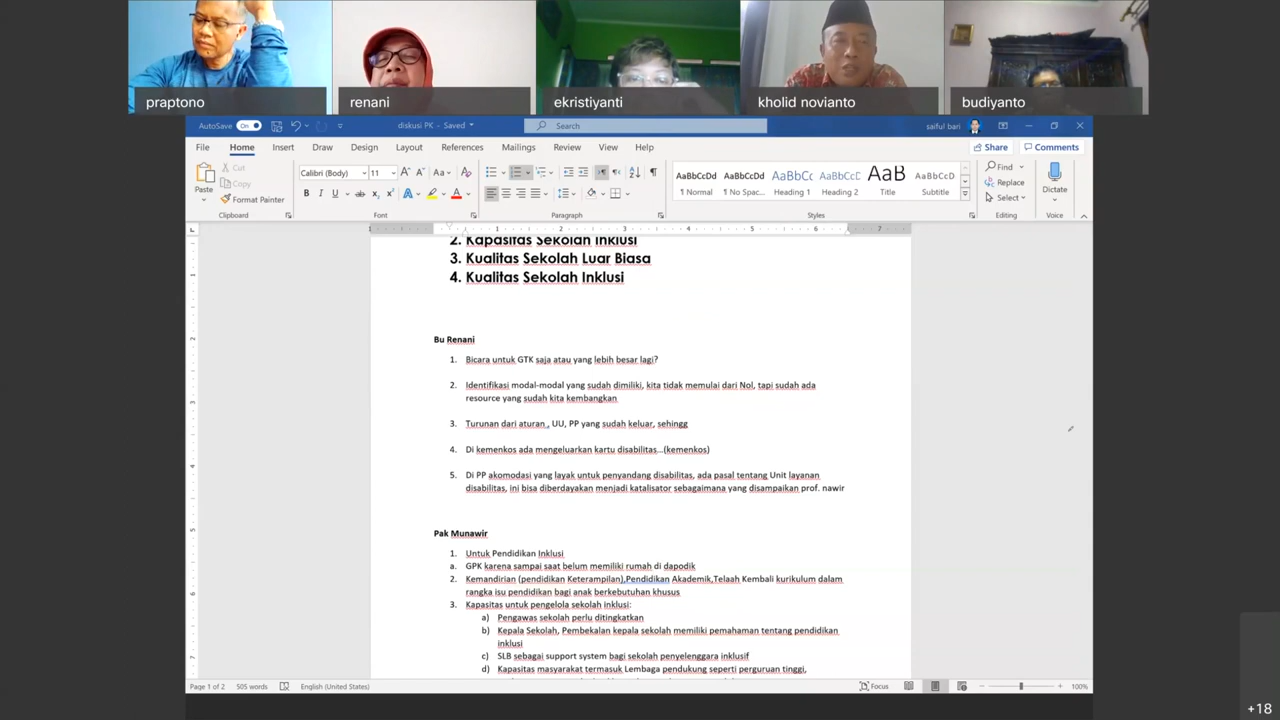 praptono
renani
ekristiyanti
kholid novianto
budiyanto
AutoSave On
diskusi PK - Saved
Search
saiful bari
File Home Insert Draw Design Layout References Mailings Review View Help
Share Comments
Paste
Cut
Copy
Format Painter
Clipboard
Calibri (Body) 11
Font
Paragraph
AaBbCcDd AaBbCcDd AaBbCc AaBbCcD AaB AaBbCcD
¶ Normal ¶ No Spac... Heading 1 Heading 2 Title Subtitle
Styles
Find
Replace
Select
Editing
Dictate
Voice
2. Kapasitas Sekolah Inklusi
3. Kualitas Sekolah Luar Biasa
4. Kualitas Sekolah Inklusi
Bu Renani
1. Bicara untuk GTK saja atau yang lebih besar lagi?
2. Identifikasi modal-modal yang sudah dimiliki, kita tidak memulai dari Nol, tapi sudah ada
resource yang sudah kita kembangkan
3. Turunan dari aturan , UU, PP yang sudah keluar, sehingg
4. Di kemenkos ada mengeluarkan kartu disabilitas...(kemenkos)
5. Di PP akomodasi yang layak untuk penyandang disabilitas, ada pasal tentang Unit layanan
disabilitas, ini bisa diberdayakan menjadi katalisator sebagaimana yang disampaikan prof. nawir
Pak Munawir
1. Untuk Pendidikan Inklusi
a. GPK karena sampai saat belum memiliki rumah di dapodik
2. Kemandirian (pendidikan Keterampilan),Pendidikan Akademik,Telaah Kembali kurikulum dalam
rangka isu pendidikan bagi anak berkebutuhan khusus
3. Kapasitas untuk pengelola sekolah inklusi:
a) Pengawas sekolah perlu ditingkatkan
b) Kepala Sekolah, Pembekalan kepala sekolah memiliki pemahaman tentang pendidikan
inklusi
c) SLB sebagai support system bagi sekolah penyelenggara inklusif
d) Kapasitas masyarakat termasuk Lembaga pendukung seperti perguruan tinggi,
Page 1 of 2 505 words English (United States) Focus 100%
+18